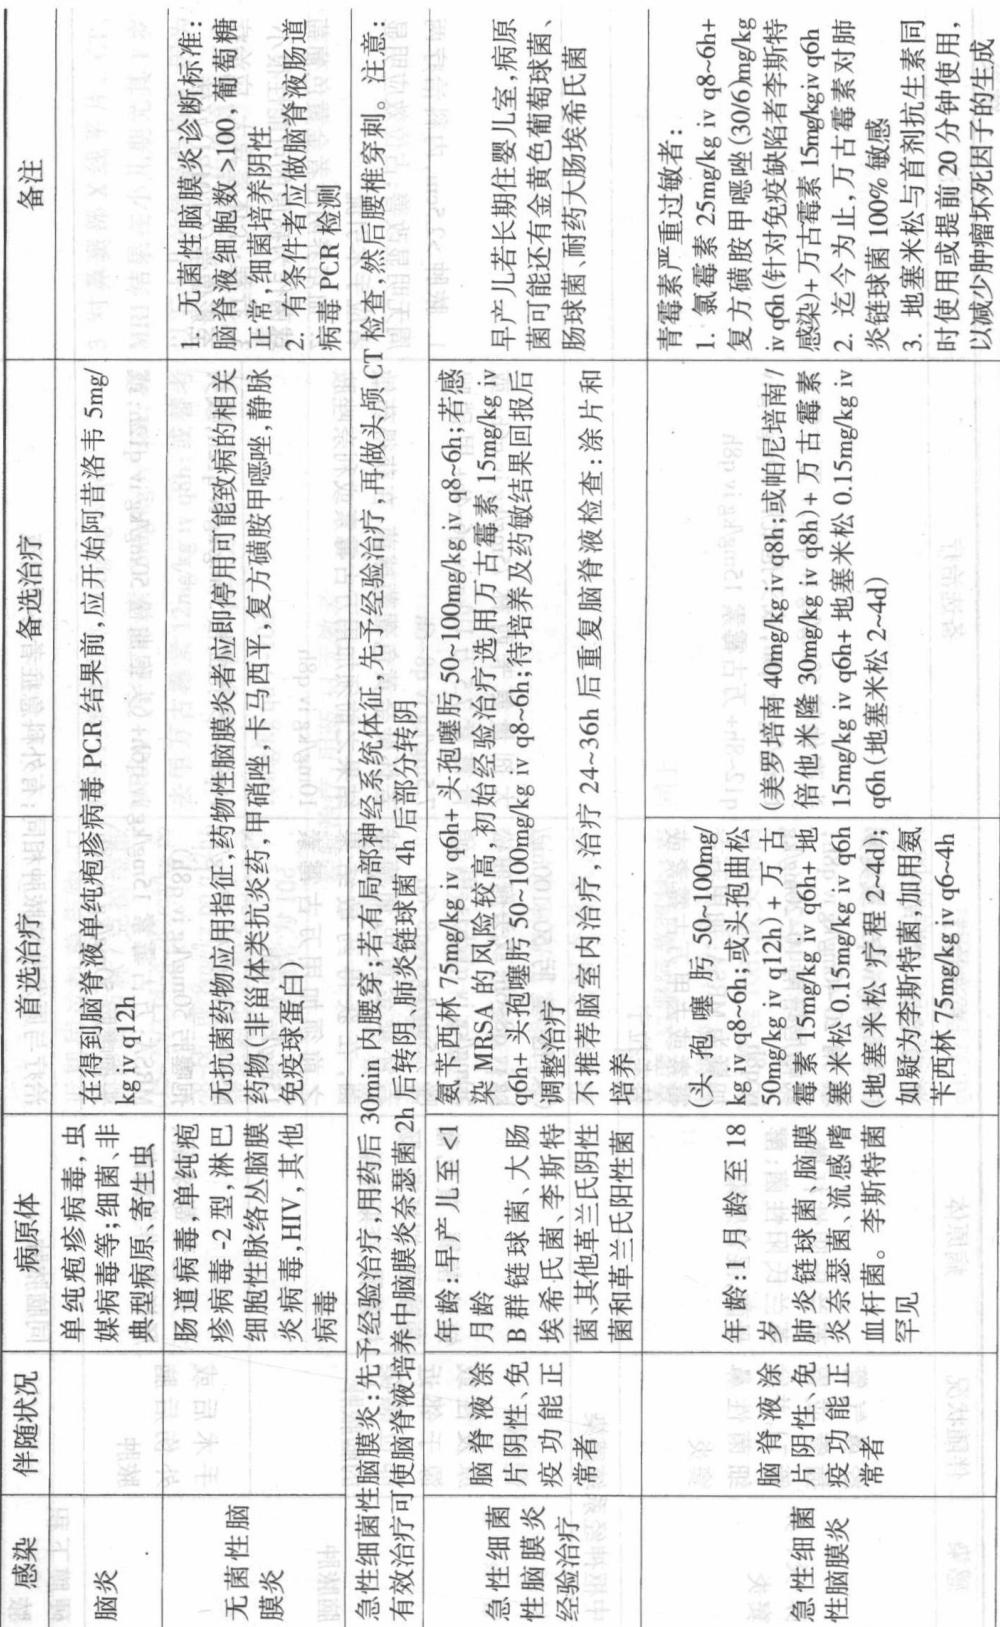 感染
伴随状况
病原体
首选治疗
备选治疗
备注
脑炎
单纯疱疹病毒,虫
媒病毒等;细菌、非
典型病原、寄生虫
在得到脑脊液单纯疱疹病毒 PCR 结果前,应开始阿昔洛韦 5mg/
kg iv q12h
无菌性脑
膜炎
肠道病毒,单纯疱
疹病毒-2 型,淋巴
细胞性脉络丛脑膜
炎病毒,HIV,其他
病毒
无抗菌药物应用指征,药物性脑膜炎者应即停用可能致病的相关
药物(非甾体类抗炎药,甲硝唑,卡马西平,复方磺胺甲噁唑,静脉
免疫球蛋白)
1. 无菌性脑膜炎诊断标准:
脑脊液细胞数>100,葡萄糖
正常,细菌培养阴性
2. 有条件者应做脑脊液肠道
病毒 PCR 检测
急性细菌性脑膜炎:先予经验治疗,用药后 30min 内腰穿;若有局部神经系统体征,先予经验治疗,再做头颅 CT 检查,然后腰椎穿刺。注意:
有效治疗可使脑脊液培养中脑膜炎奈瑟菌 2h 后转阴,肺炎链球菌 4h 后部分转阴
急性细菌
性脑膜炎
经验治疗
脑脊液涂
片阴性、免
疫功能正
常者
年龄:早产儿至<1
月龄
B 群链球菌、大肠
埃希氏菌、李斯特
菌、其他革兰氏阴性
菌和革兰氏阳性菌
氨苄西林 75mg/kg iv q6h+ 头孢噻肟 50~100mg/kg iv q8~6h;若感
染 MRSA 的风险较高,初始经验治疗选用万古霉素 15mg/kg iv
q6h+ 头孢噻肟 50~100mg/kg iv q8~6h;待培养及药敏结果回报后
调整治疗
不推荐脑室内治疗,治疗 24~36h 后重复脑脊液检查:涂片和
培养
早产儿若长期住婴儿室,病原
菌可能还有金黄色葡萄球菌、
肠球菌、耐药大肠埃希氏菌
急性细菌
性脑膜炎
脑脊液涂
片阴性、免
疫功能正
常者
年龄:1 月龄至 18
岁
肺炎链球菌、脑膜
炎奈瑟菌、流感嗜
血杆菌。李斯特菌
罕见
(头孢噻肟 50~100mg/
kg iv q8~6h;或头孢曲松
50mg/kg iv q12h)+ 万古
霉素 15mg/kg iv q6h+ 地
塞米松 0.15mg/kg iv q6h
(地塞米松疗程 2~4d);
如疑为李斯特菌,加用氨
苄西林 75mg/kg iv q6~4h
(美罗培南 40mg/kg iv q8h;或帕尼培南/
倍他米隆 30mg/kg iv q8h)+ 万古霉素
15mg/kg iv q6h+ 地塞米松 0.15mg/kg iv
q6h(地塞米松 2~4d)
青霉素严重过敏者:
1. 氯霉素 25mg/kg iv q8~6h+
复方磺胺甲噁唑(30/6)mg/kg
iv q6h(针对免疫缺陷者李斯特
感染)+ 万古霉素 15mg/kg iv q6h
2. 迄今为止,万古霉素对肺
炎链球菌 100% 敏感
3. 地塞米松与首剂抗生素同
时使用或提前 20 分钟使用,
以减少肿瘤坏死因子的生成